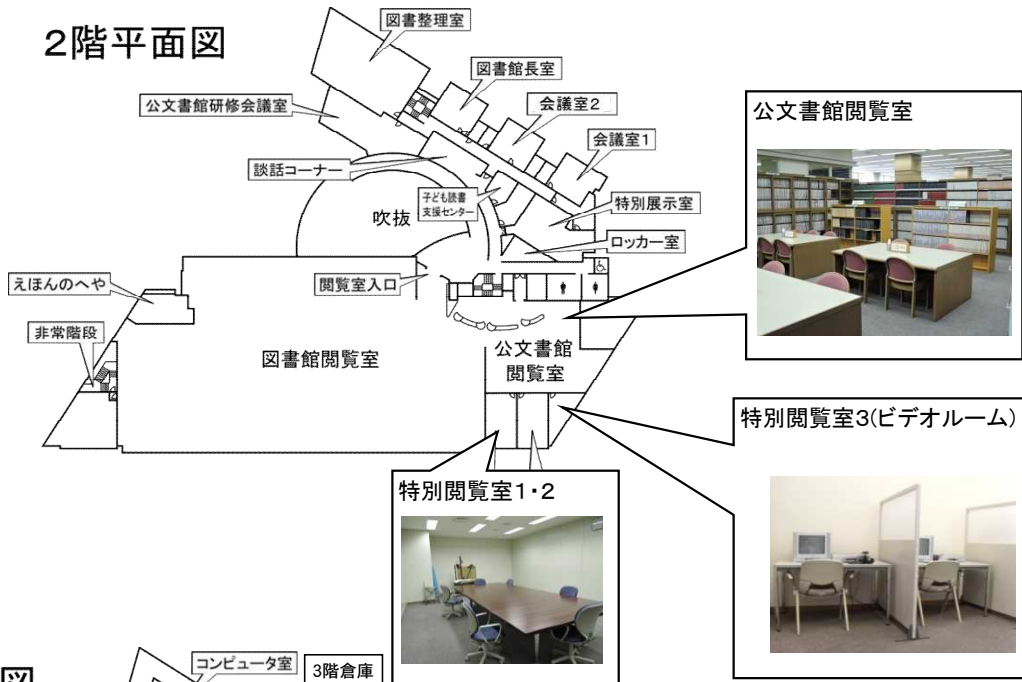 2階平面図
図書整理室
図書館長室
公文書館研修会議室
会議室2
会議室1
談話コーナー
子ども読書
支援センター
吹抜
特別展示室
ロッカー室
えほんのへや
閲覧室入口
非常階段
図書館閲覧室
公文書館
閲覧室
公文書館閲覧室
特別閲覧室3(ビデオルーム)
特別閲覧室1・2
図
コンピュータ室
3階倉庫